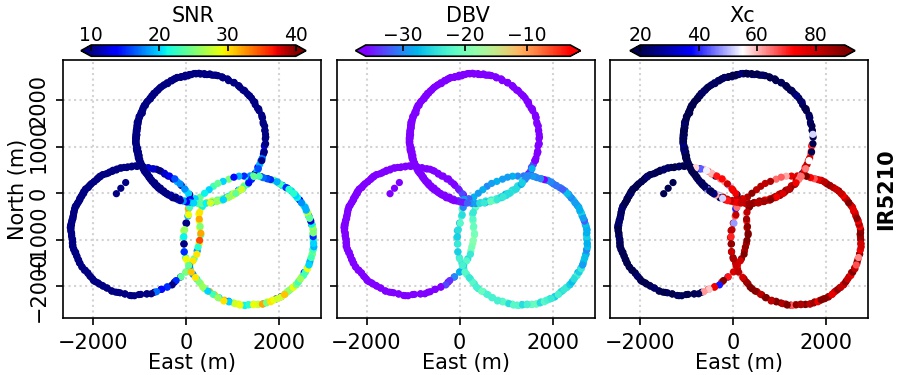 SNR DBV Xc
10 20 30 40 −30 −20 −10 20 40 60 80
2000
1000
0
−1000
−2000
North (m)
−2000 0 2000 −2000 0 2000 −2000 0 2000
East (m) East (m) East (m)
IR5210